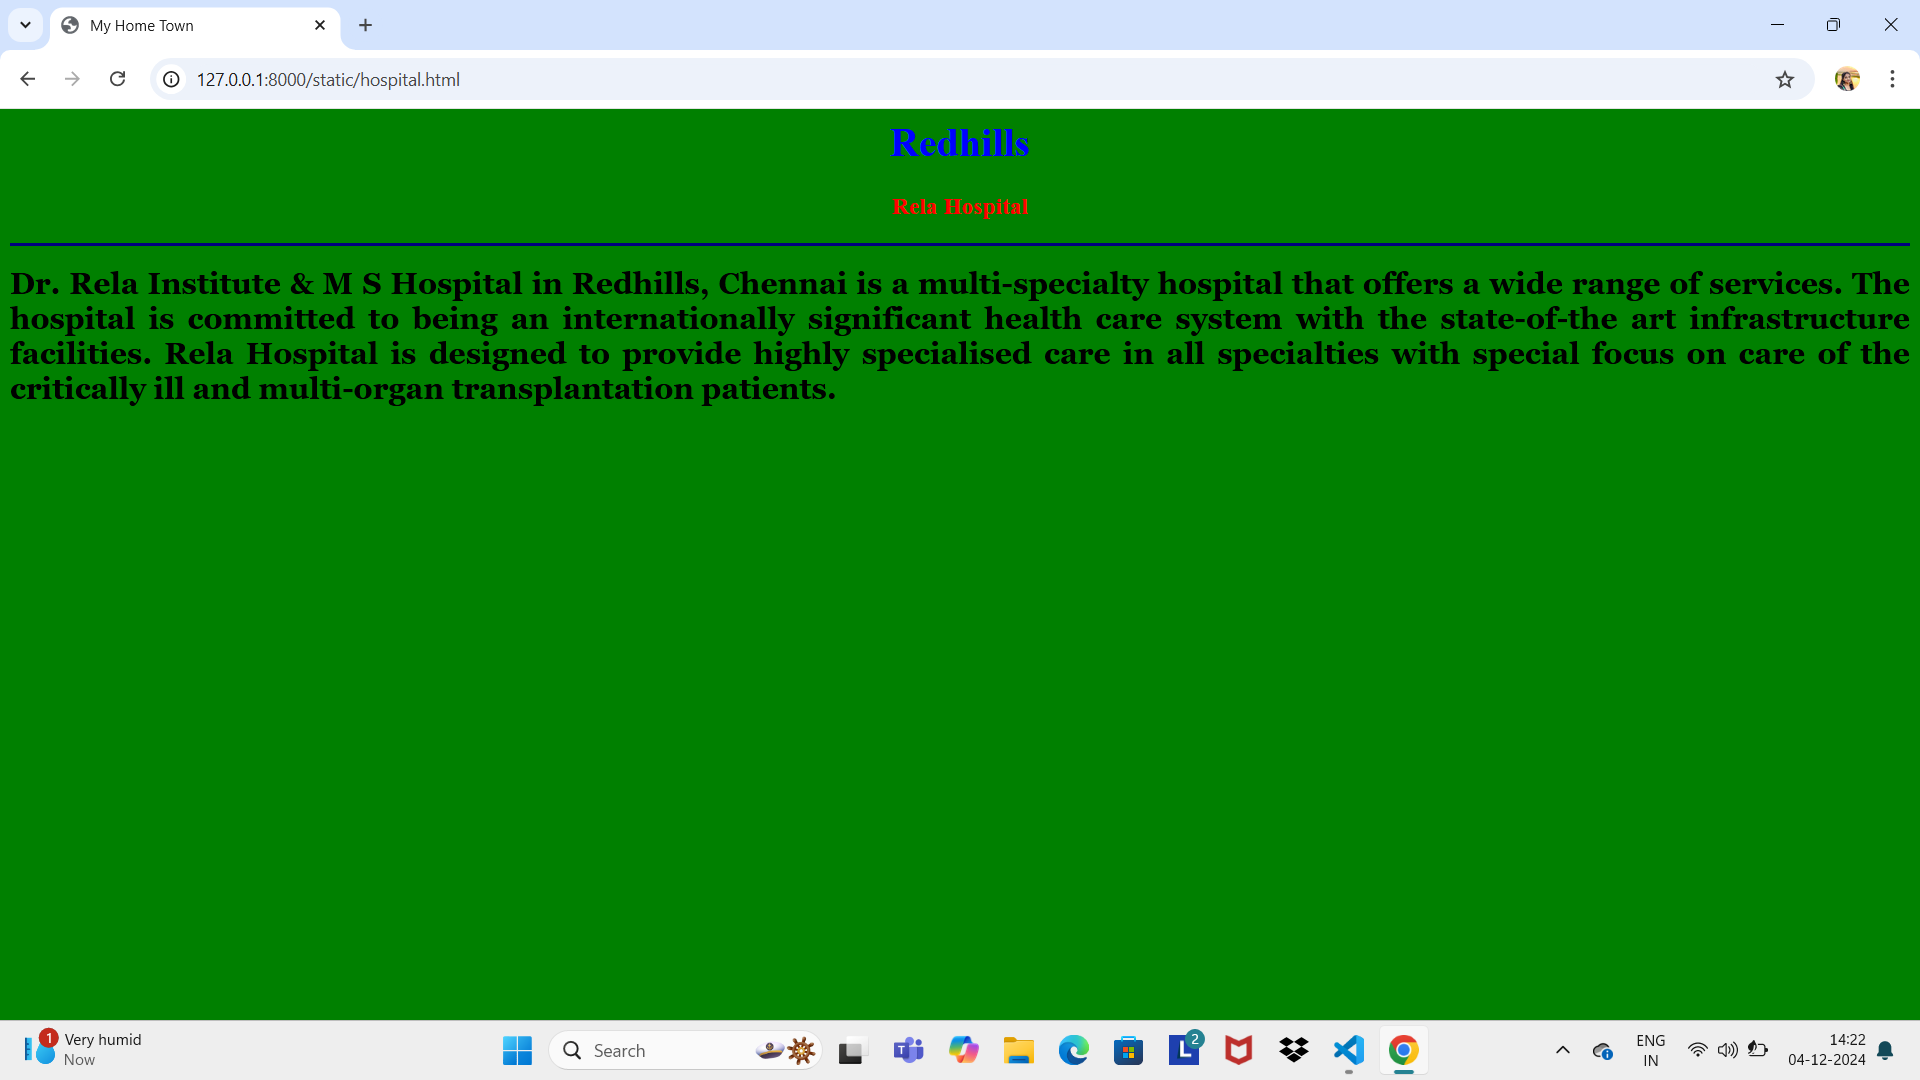 My Home Town
127.0.0.1:8000/static/hospital.html
Redhills
Rela Hospital
Dr. Rela Institute & M S Hospital in Redhills, Chennai is a multi-specialty hospital that offers a wide range of services. The
hospital is committed to being an internationally significant health care system with the state-of-the art infrastructure
facilities. Rela Hospital is designed to provide highly specialised care in all specialties with special focus on care of the
critically ill and multi-organ transplantation patients.
1
Very humid
Now
Search
T
L
2
ENG
IN
14:22
04-12-2024